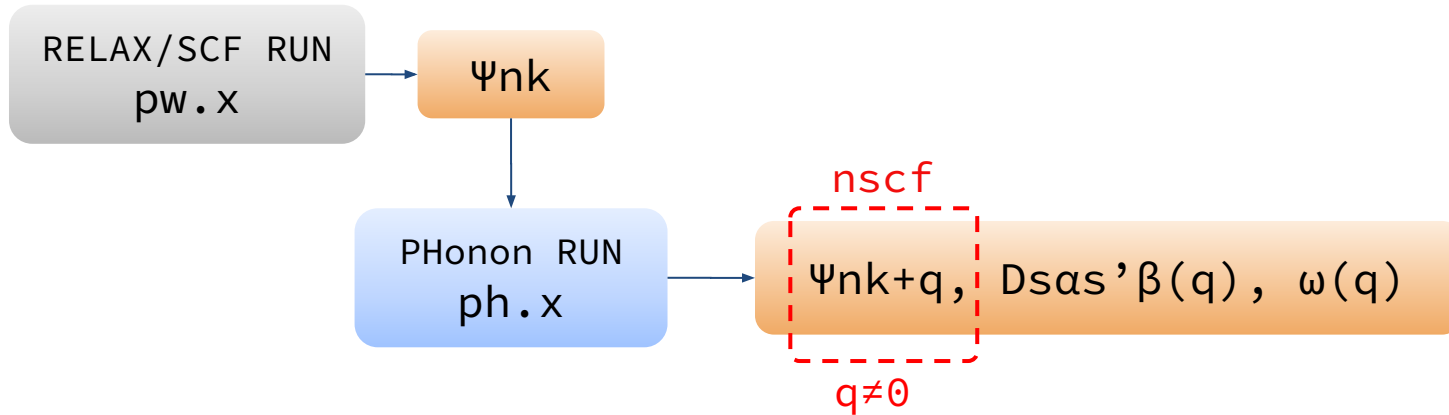 RELAX/SCF RUN
pw.x
Ψnk
nscf
PHonon RUN
ph.x
Ψnk+q, Dsαs’β(q), ω(q)
q≠0